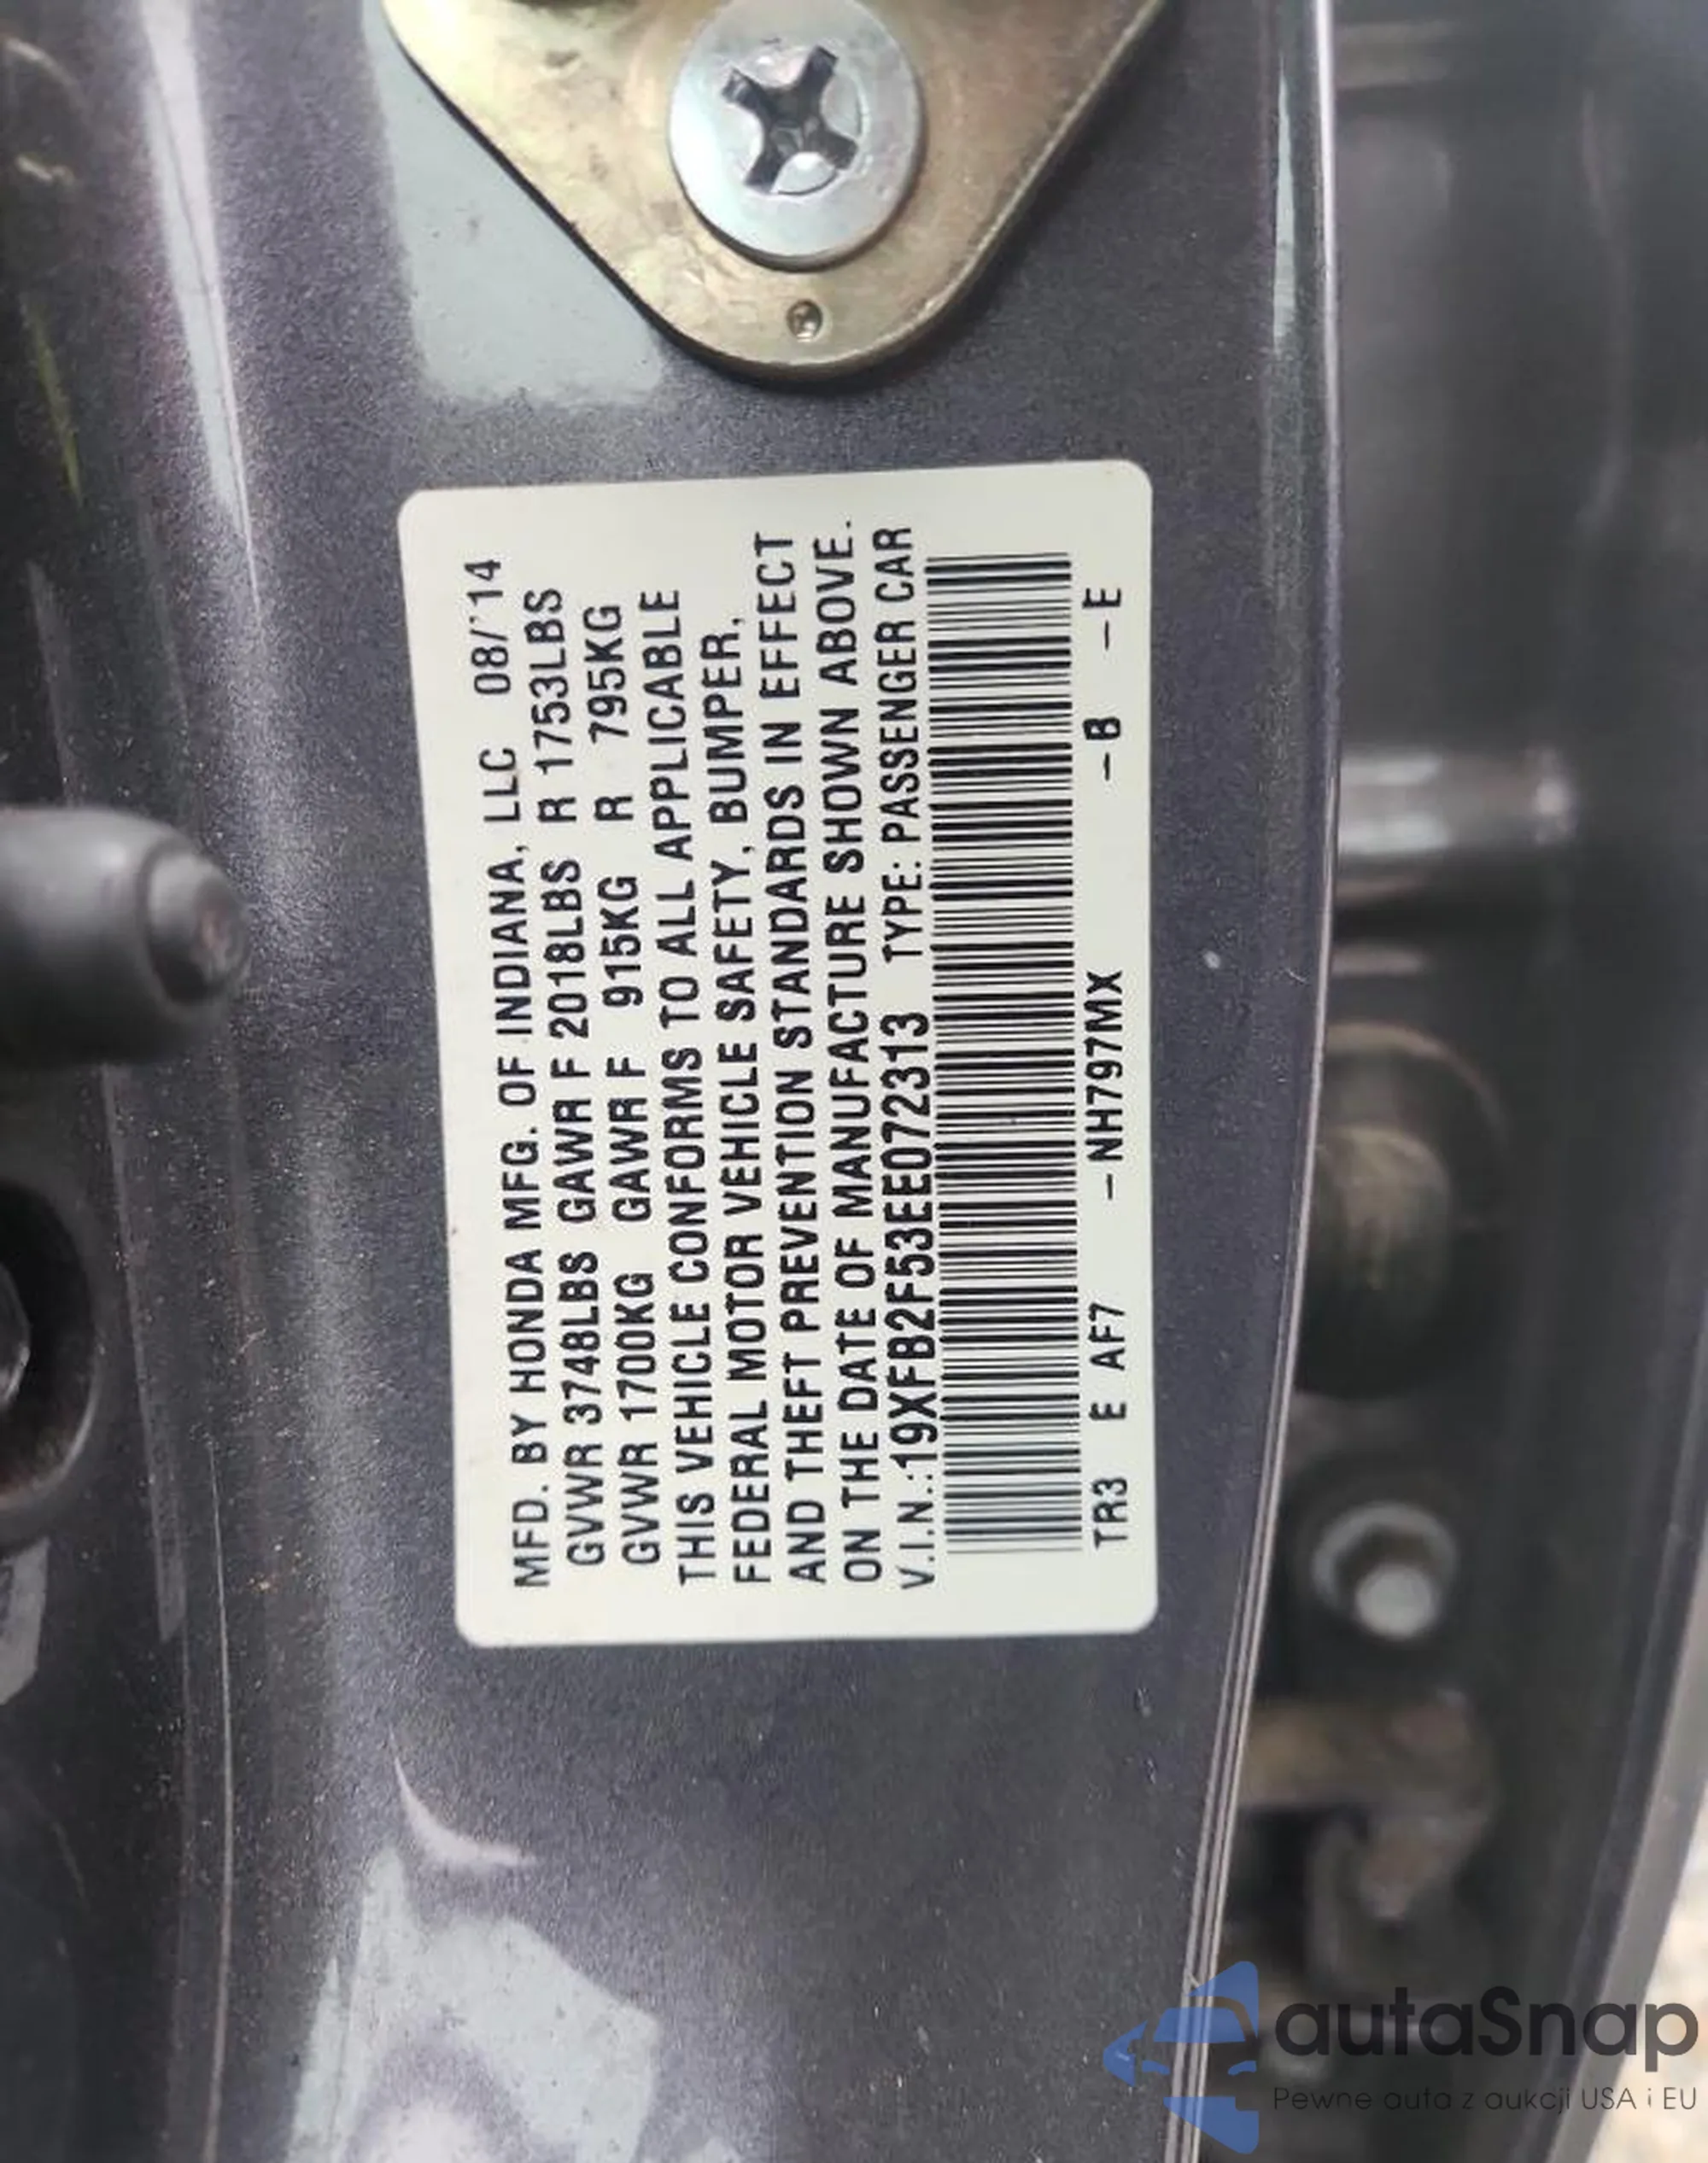 MFD. BY HONDA MFG. OF INDIANA, LLC 08/'14
GVWR 3748LBS GAWR F 2018LBS R 1753LBS
GVWR 1700KG GAWR F 915KG R 795KG
THIS VEHICLE CONFORMS TO ALL APPLICABLE
FEDERAL MOTOR VEHICLE SAFETY, BUMPER,
AND THEFT PREVENTION STANDARDS IN EFFECT
ON THE DATE OF MANUFACTURE SHOWN ABOVE.
V.I.N.:19XFB2F53EE072313 TYPE: PASSENGER CAR
TR3 E AF7 -NH797MX -B -E
autaSnap
Pewne auta z aukcji USA i EU